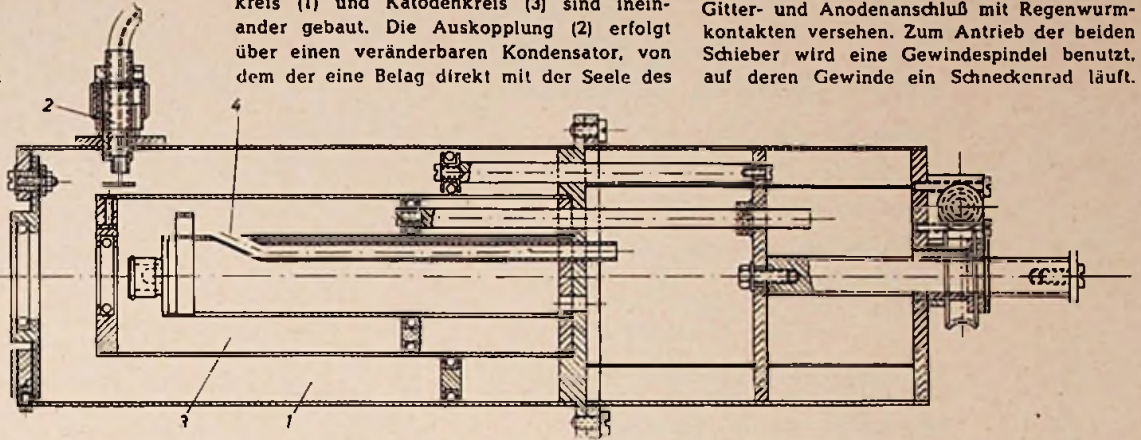 kreis (1) und Katodenkreis (3) sind inein-
ander gebaut. Die Auskopplung (2) erfolgt
über einen veränderbaren Kondensator, von
dem der eine Belag direkt mit der Seele des
Gitter- und Anodenanschluß mit Regenwurm-
kontakten versehen. Zum Antrieb der beiden
Schieber wird eine Gewindespindel benutzt,
auf deren Gewinde ein Schneckenrad läuft.
2
4
3
1